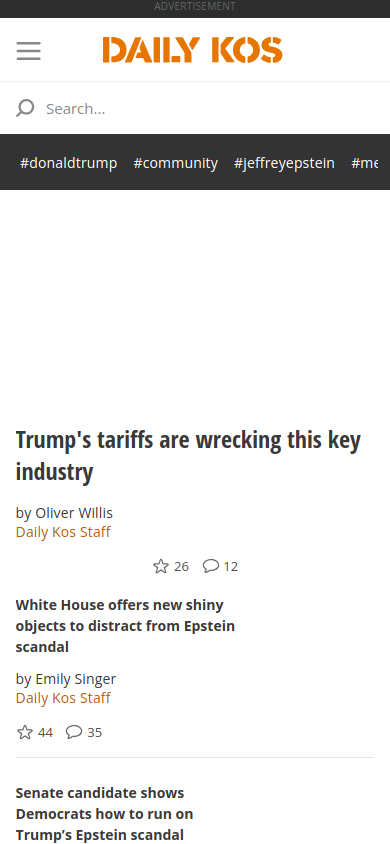 ADVERTISEMENT
DAILY KOS
Search...
#donaldtrump #community #jeffreyepstein #me
Trump's tariffs are wrecking this key
industry
by Oliver Willis
Daily Kos Staff
26 12
White House offers new shiny
objects to distract from Epstein
scandal
by Emily Singer
Daily Kos Staff
44 35
Senate candidate shows
Democrats how to run on
Trump’s Epstein scandal